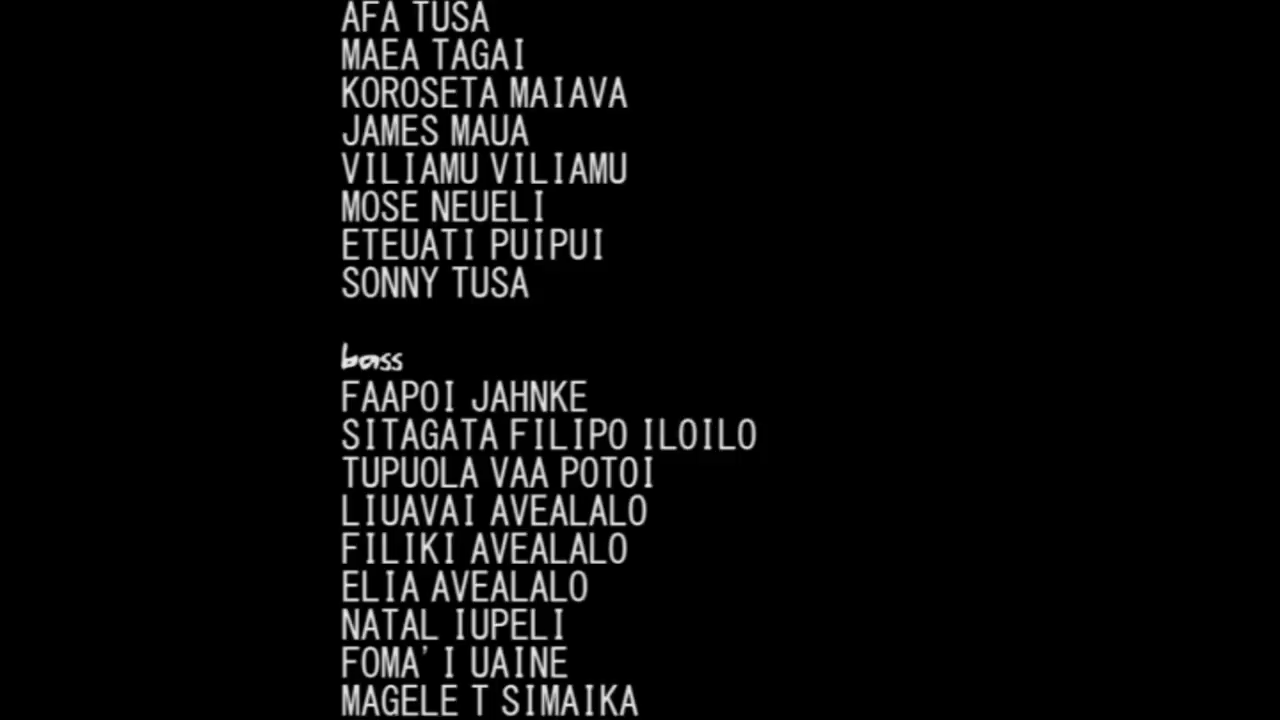 AFA TUSA
MAEA TAGAI
KOROSETA MAIAVA
JAMES MAUA
VILIAMU VILIAMU
MOSE NEUELI
ETEUATI PUIPUI
SONNY TUSA
bass
FAAPOI JAHNKE
SITAGATA FILIPO ILOILO
TUPUOLA VAA POTOI
LIUAVAI AVEALALO
FILIKI AVEALALO
ELIA AVEALALO
NATAL IUPELI
FOMA'I UAINE
MAGELE T SIMAIKA